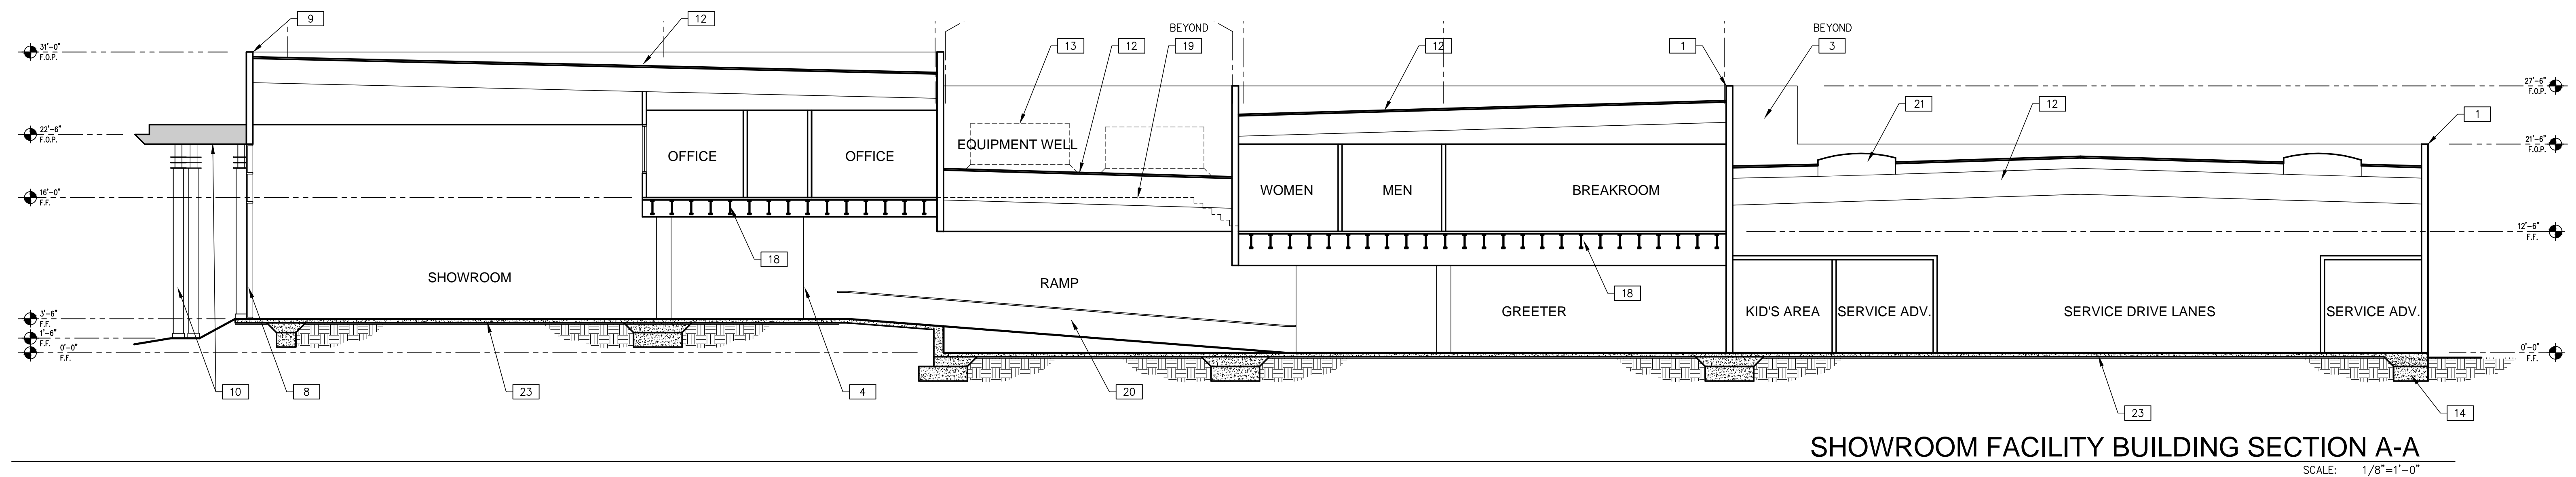 9
12
BEYOND
13
12
19
12
1
BEYOND
3
31'-0"
F.O.P.
27'-6"
F.O.P.
21
12
1
22'-6"
F.O.P.
EQUIPMENT WELL
21'-6"
F.O.P.
OFFICE
OFFICE
WOMEN
MEN
BREAKROOM
16'-0"
F.F.
12'-6"
F.F.
18
SHOWROOM
RAMP
18
GREETER
KID'S AREA
SERVICE ADV.
SERVICE DRIVE LANES
SERVICE ADV.
3'-6"
F.F.
1'-6"
F.F.
0'-0"
F.F.
0'-0"
F.F.
10
8
23
4
20
23
14
SHOWROOM FACILITY BUILDING SECTION A-A
SCALE: 1/8"=1'-0"